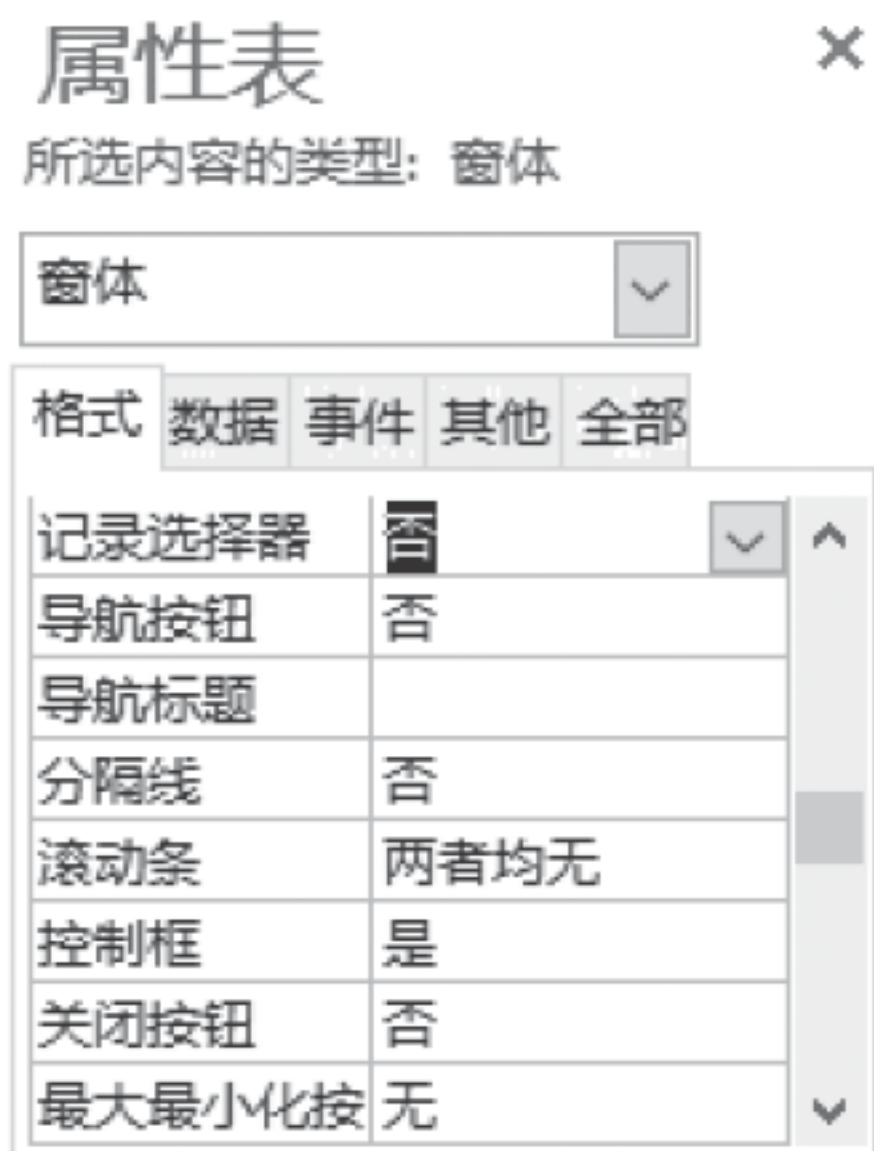 属性表
所选内容的类型: 窗体
窗体
格式 数据 事件 其他 全部
记录选择器 否
导航按钮 否
导航标题
分隔线 否
滚动条 两者均无
控制框 是
关闭按钮 否
最大最小化按 无